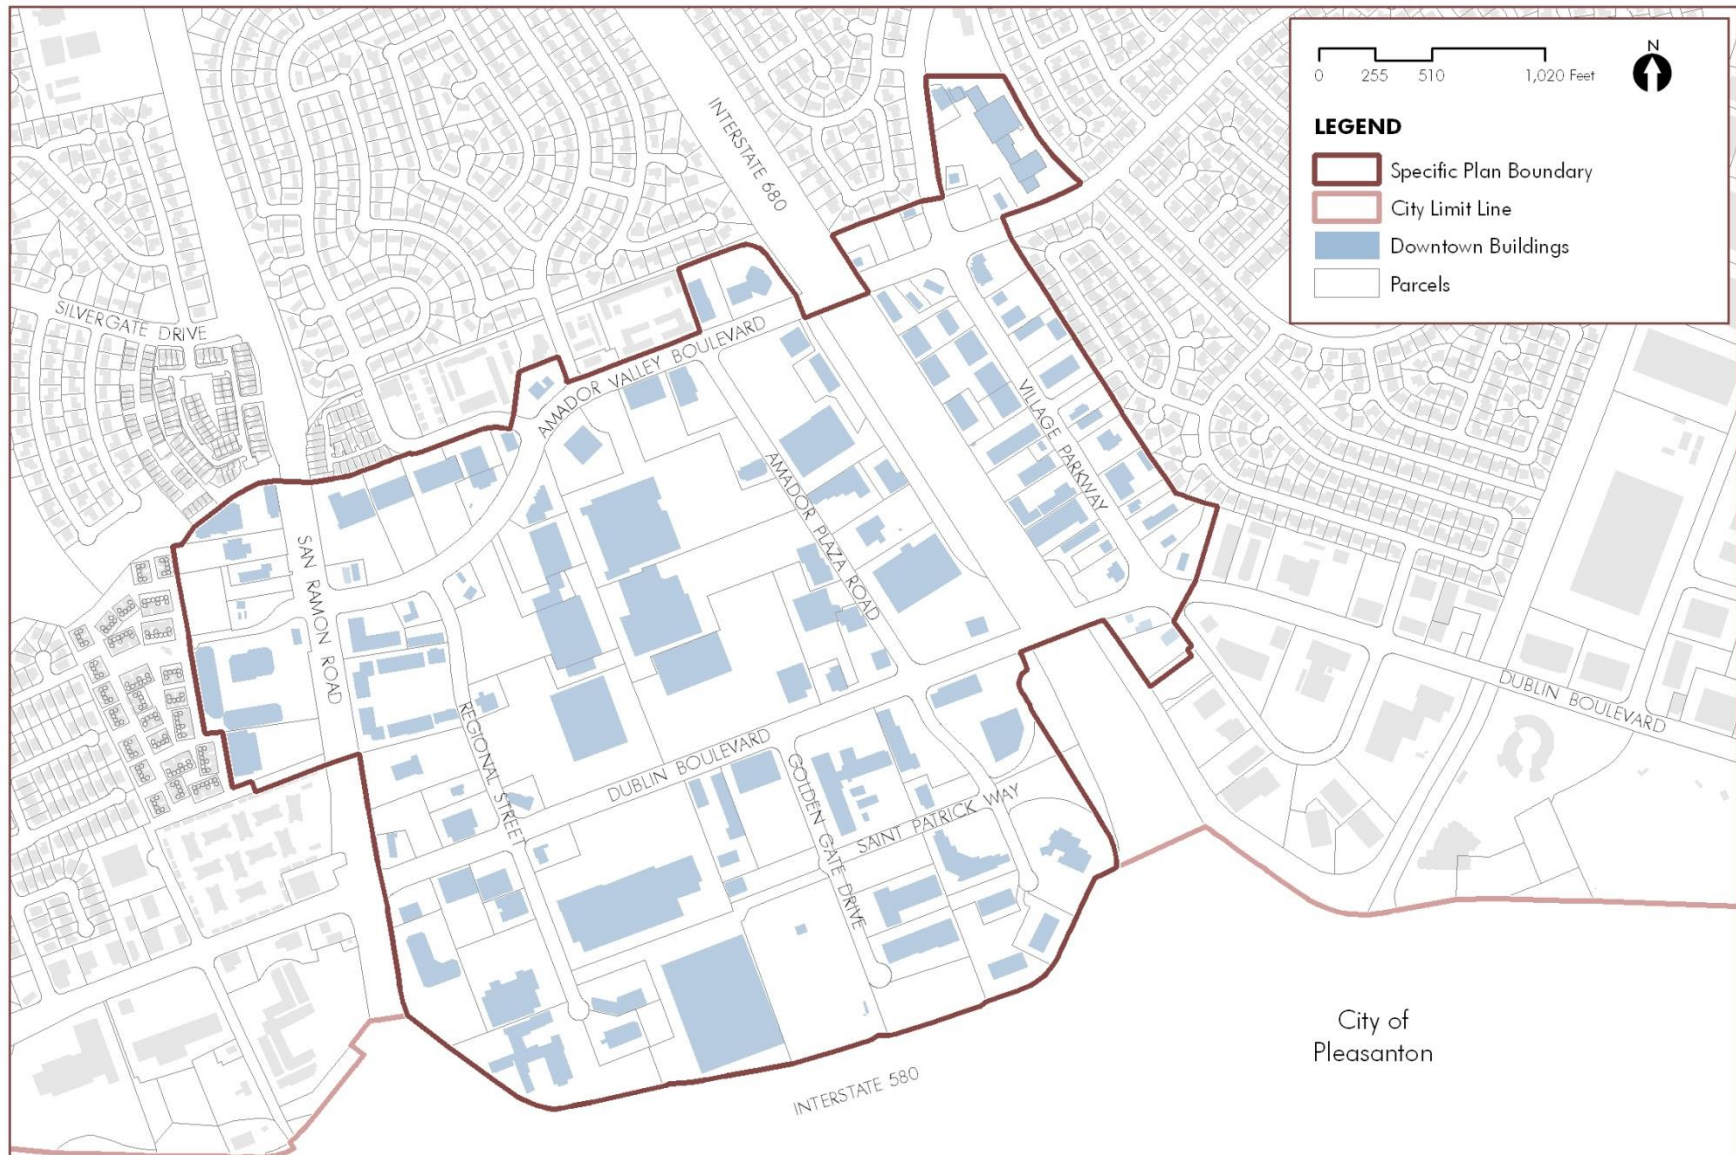 N
0 255 510 1,020 Feet
LEGEND
Specific Plan Boundary
City Limit Line
Downtown Buildings
Parcels
INTERSTATE 680
SILVERGATE DRIVE
AMADOR VALLEY BOULEVARD
VILLAGE PARKWAY
AMADOR PLAZA ROAD
SAN RAMON ROAD
REGIONAL STREET
DUBLIN BOULEVARD
DUBLIN BOULEVARD
GOLDEN GATE DRIVE
SAINT PATRICK WAY
City of
Pleasanton
INTERSTATE 580